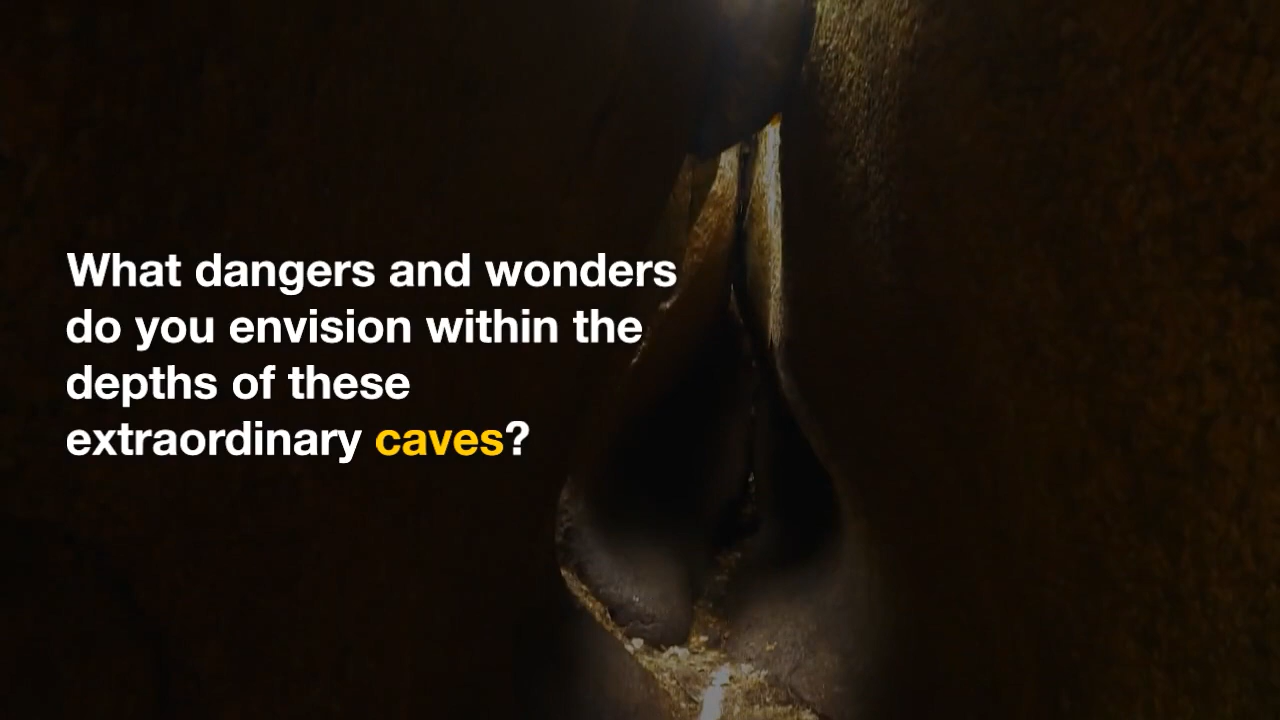 What dangers and wonders
do you envision within the
depths of these
extraordinary caves?